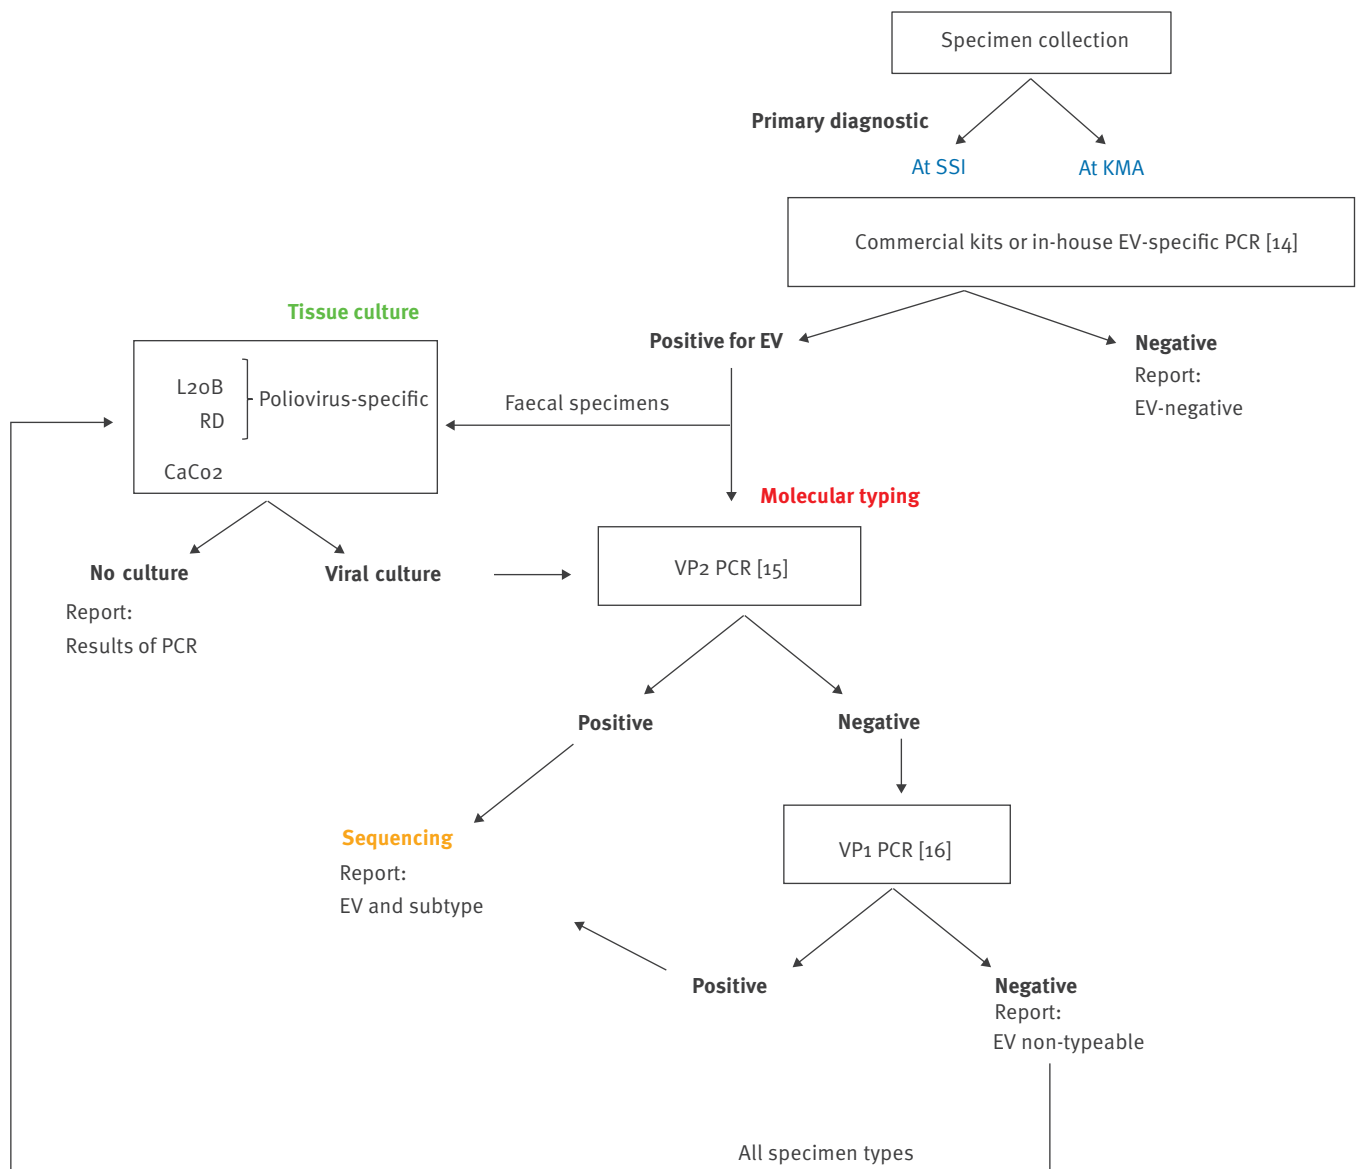 Specimen collection
Primary diagnostic
At SSI
At KMA
Commercial kits or in-house EV-specific PCR [14]
Tissue culture
Positive for EV
Negative
Report:
EV-negative
L20B
RD
Poliovirus-specific
CaCo2
Faecal specimens
Molecular typing
VP2 PCR [15]
No culture
Report:
Results of PCR
Viral culture
Positive
Negative
Sequencing
Report:
EV and subtype
VP1 PCR [16]
Positive
Negative
Report:
EV non-typeable
All specimen types